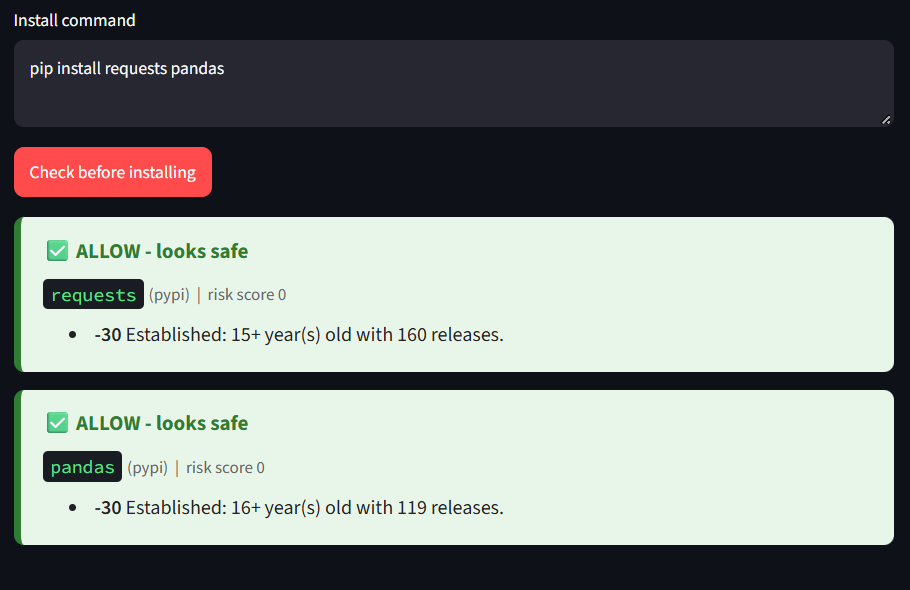 Install command
pip install requests pandas
Check before installing
✅ ALLOW - looks safe
requests (pypi) | risk score 0
• -30 Established: 15+ year(s) old with 160 releases.
✅ ALLOW - looks safe
pandas (pypi) | risk score 0
• -30 Established: 16+ year(s) old with 119 releases.